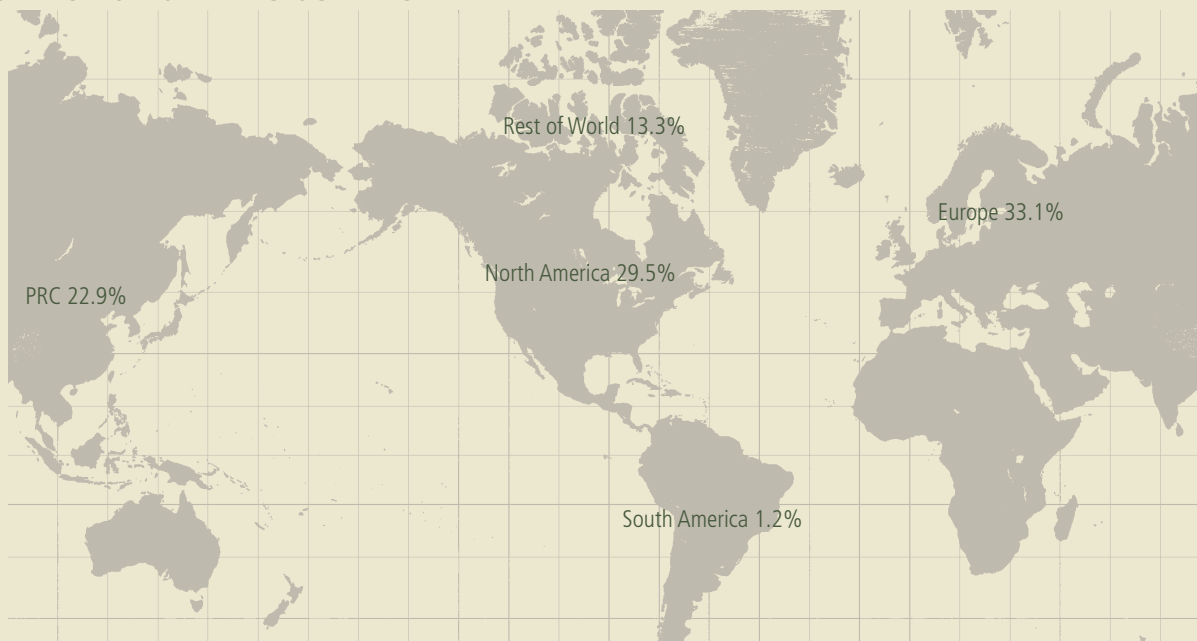 Rest of World 13.3%
Europe 33.1%
North America 29.5%
PRC 22.9%
South America 1.2%